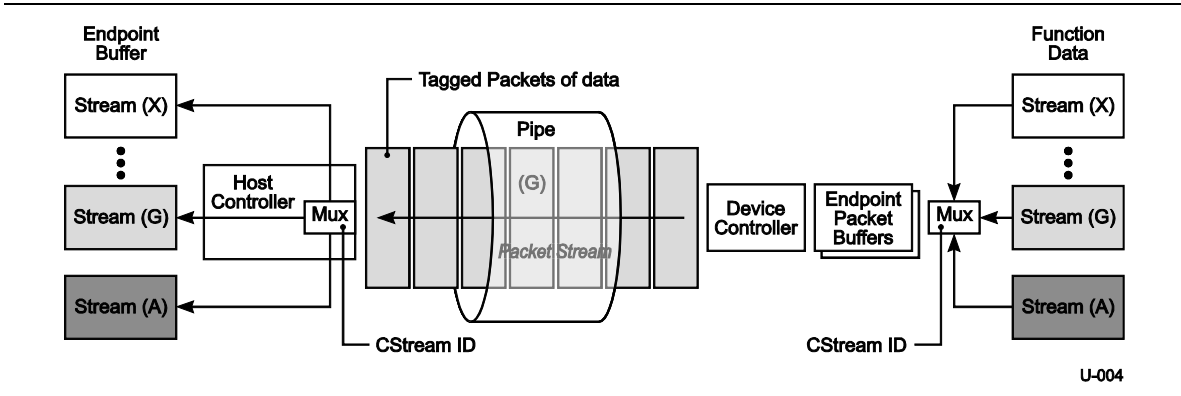 Endpoint
Buffer
Function
Data
Stream (X)
Tagged Packets of data
Stream (X)
Pipe
Host
Controller
(G)
Stream (G)
Mux
Device
Controller
Endpoint
Packet
Buffers
Mux
Stream (G)
Packet Stream
Stream (A)
Stream (A)
CStream ID
CStream ID
U-004